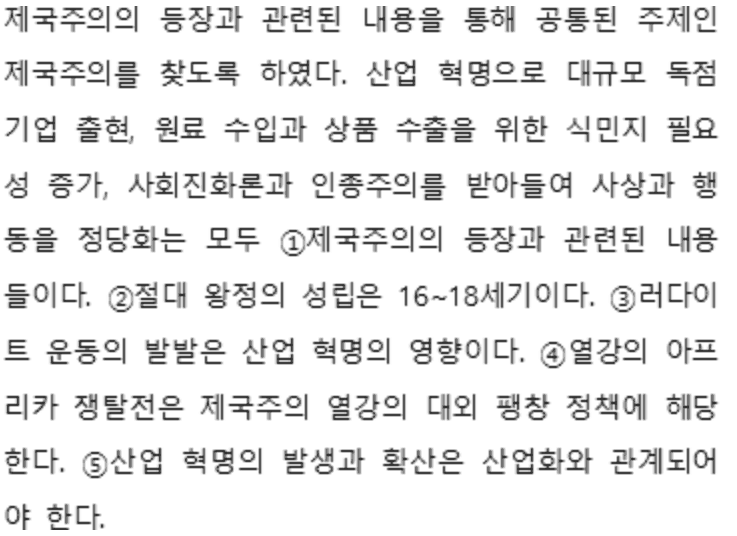 제국주의의 등장과 관련된 내용을 통해 공통된 주제인
제국주의를 찾도록 하였다. 산업 혁명으로 대규모 독점
기업 출현, 원료 수입과 상품 수출을 위한 식민지 필요
성 증가, 사회진화론과 인종주의를 받아들여 사상과 행
동을 정당화는 모두 ①제국주의의 등장과 관련된 내용
들이다. ②절대 왕정의 성립은 16~18세기이다. ③러다이
트 운동의 발발은 산업 혁명의 영향이다. ④열강의 아프
리카 쟁탈전은 제국주의 열강의 대외 팽창 정책에 해당
한다. ⑤산업 혁명의 발생과 확산은 산업화와 관계되어
야 한다.